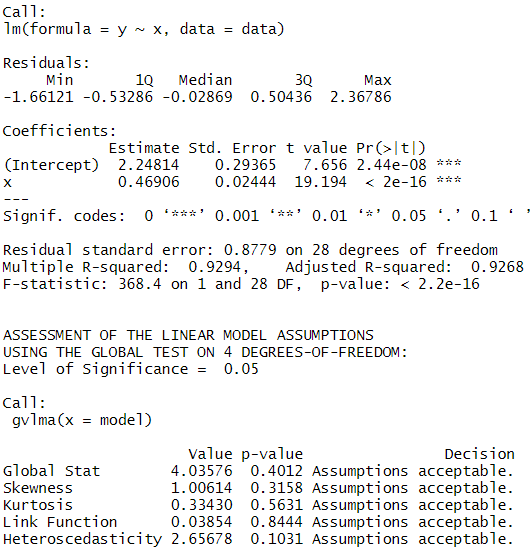 Call:
lm(formula = y ~ x, data = data)
Residuals:
     Min       1Q   Median       3Q      Max
-1.66121 -0.53286 -0.02869  0.50436  2.36786
Coefficients:
            Estimate Std. Error t value Pr(>|t|)
(Intercept)  2.24814    0.29365   7.656 2.44e-08 ***
x            0.46906    0.02444  19.194  < 2e-16 ***
---
Signif. codes:  0 ‘***’ 0.001 ‘**’ 0.01 ‘*’ 0.05 ‘.’ 0.1 ‘ ’
Residual standard error: 0.8779 on 28 degrees of freedom
Multiple R-squared:  0.9294,    Adjusted R-squared:  0.9268
F-statistic: 368.4 on 1 and 28 DF,  p-value: < 2.2e-16
ASSESSMENT OF THE LINEAR MODEL ASSUMPTIONS
USING THE GLOBAL TEST ON 4 DEGREES-OF-FREEDOM:
Level of Significance =  0.05
Call:
 gvlma(x = model)
                     Value p-value                Decision
Global Stat        4.03576  0.4012 Assumptions acceptable.
Skewness           1.00614  0.3158 Assumptions acceptable.
Kurtosis           0.33430  0.5631 Assumptions acceptable.
Link Function      0.03854  0.8444 Assumptions acceptable.
Heteroscedasticity 2.65678  0.1031 Assumptions acceptable.